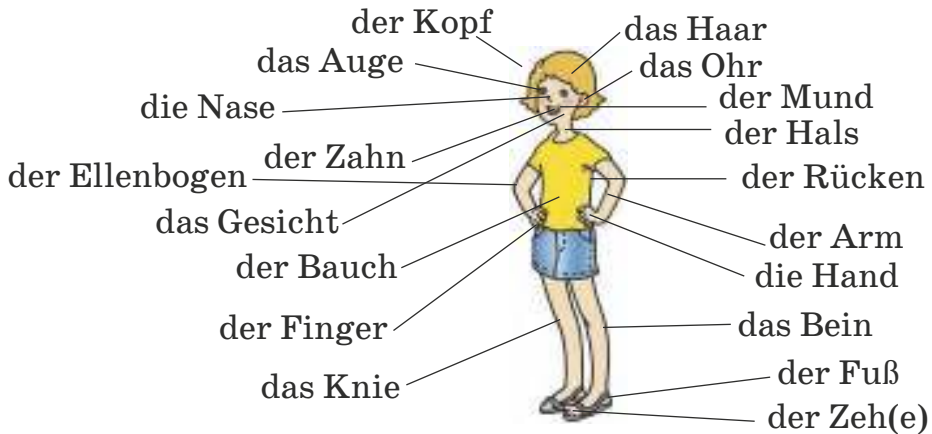 der Kopf
das Haar
das Auge
das Ohr
die Nase
der Mund
der Hals
der Zahn
der Ellenbogen
der Rücken
das Gesicht
der Arm
der Bauch
die Hand
der Finger
das Bein
das Knie
der Fuß
der Zeh(e)